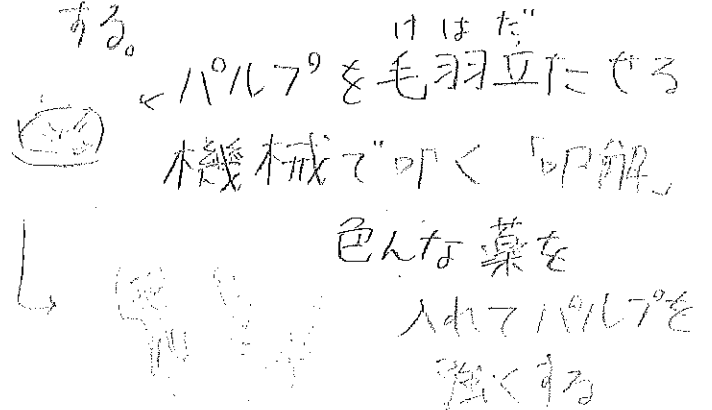 する。
けはだ
←パルプを毛羽立たせる
機械で叩く「叩解」
色んな薬を
入れてパルプを
強くする